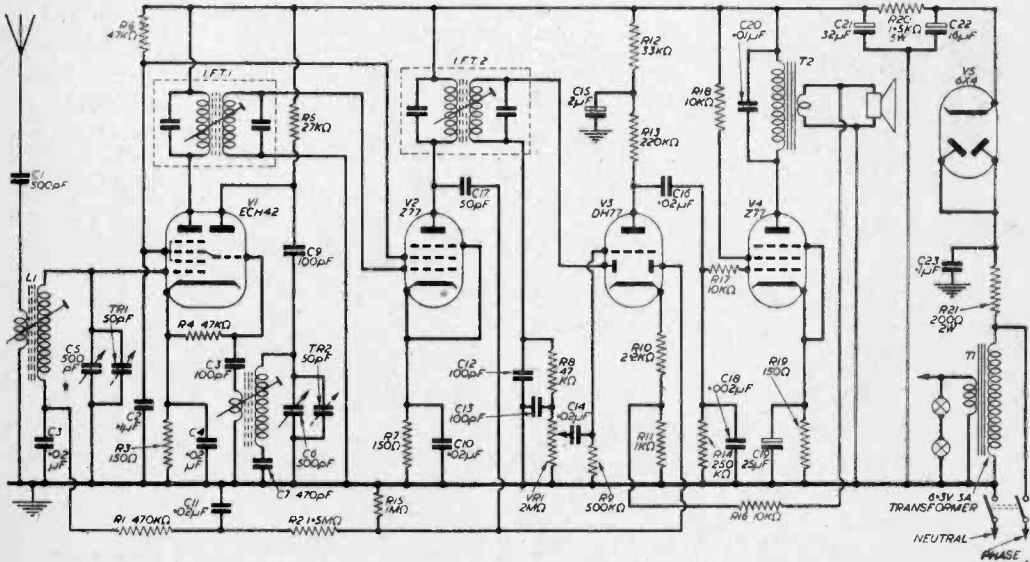 R6
47KΩ
I.F.T.1
R5
27KΩ
I.F.T.2
R12
33KΩ
C15
2µF
R13
220KΩ
C20
·01µF
T2
R18
10KΩ
C21
32µF
R20
1·5KΩ
5W
C22
16µF
V5
6X4
C1
500pF
V1
ECH42
C9
100pF
V2
Z77
C17
50pF
V3
DH77
C16
·02µF
V4
Z77
R17
10KΩ
C23
·1µF
R21
200Ω
2W
L1
TR1
50pF
C5
500
pF
R4 47KΩ
C3
100pF
TR2
50pF
C12
100pF
R8
47
KΩ
R10
2·2KΩ
C18
·002µF
R19
150Ω
T1
C3
·02
µF
C2
·1µF
R3
150Ω
C4
·02
µF
C6
500pF
C7 470pF
R7
150Ω
C10
·02µF
C13
100pF
C14
·02µF
VR1
2MΩ
R9
500KΩ
R11
1KΩ
R14
250
KΩ
C19
25µF
C11
·02µF
R1 470KΩ
R2 1·5MΩ
R15
1MΩ
R16 10KΩ
6·3V 3A
TRANSFORMER
NEUTRAL
PHASE